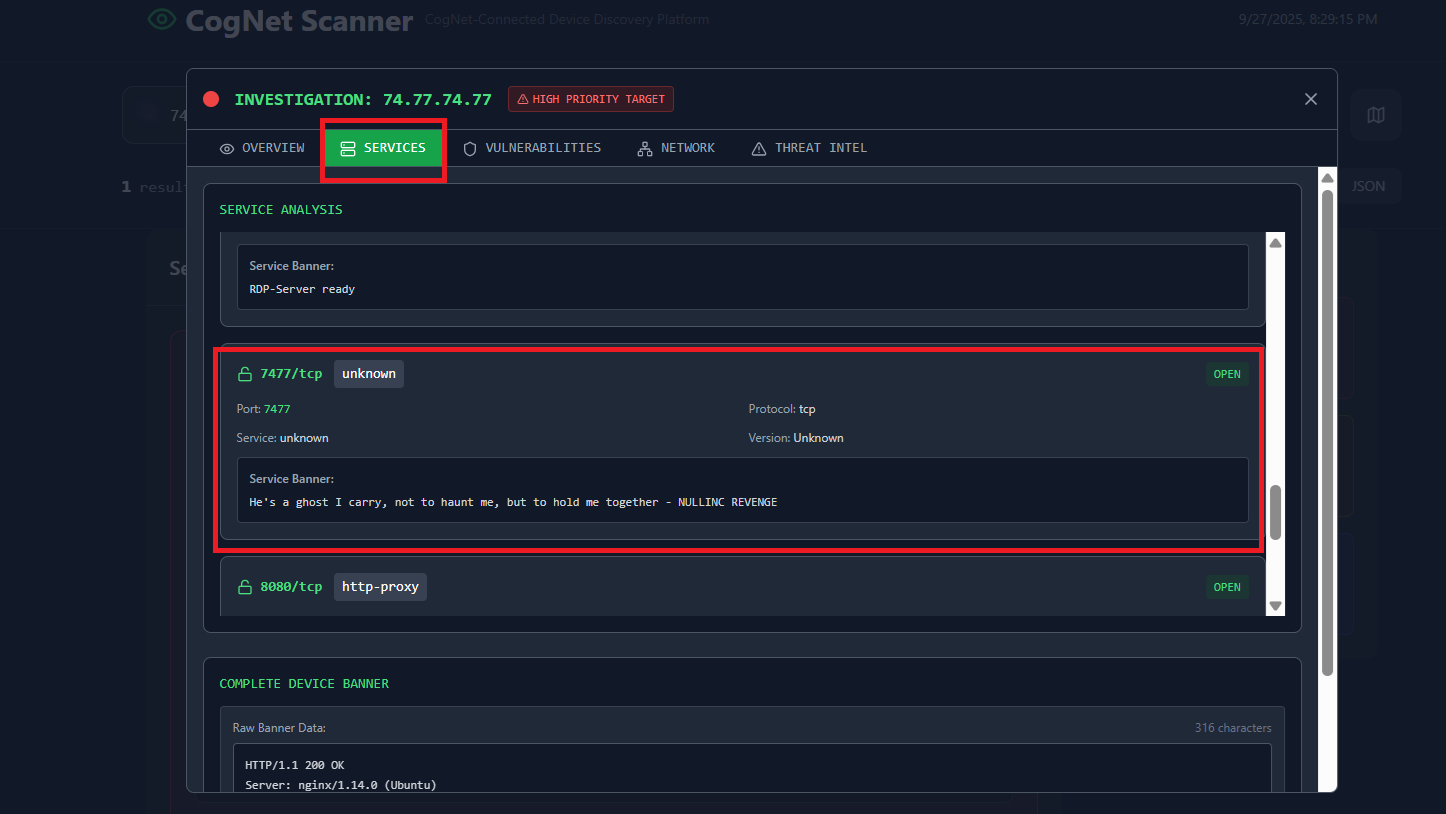 CogNet Scanner CogNet-Connected Device Discovery Platform 9/27/2025, 8:29:15 PM
INVESTIGATION: 74.77.74.77 HIGH PRIORITY TARGET
74
OVERVIEW SERVICES VULNERABILITIES NETWORK THREAT INTEL
1 result
JSON
SERVICE ANALYSIS
Se
Service Banner:
RDP-Server ready
7477/tcp unknown OPEN
Port: 7477 Protocol: tcp
Service: unknown Version: Unknown
Service Banner:
He's a ghost I carry, not to haunt me, but to hold me together - NULLINC REVENGE
8080/tcp http-proxy OPEN
COMPLETE DEVICE BANNER
Raw Banner Data: 316 characters
HTTP/1.1 200 OK
Server: nginx/1.14.0 (Ubuntu)